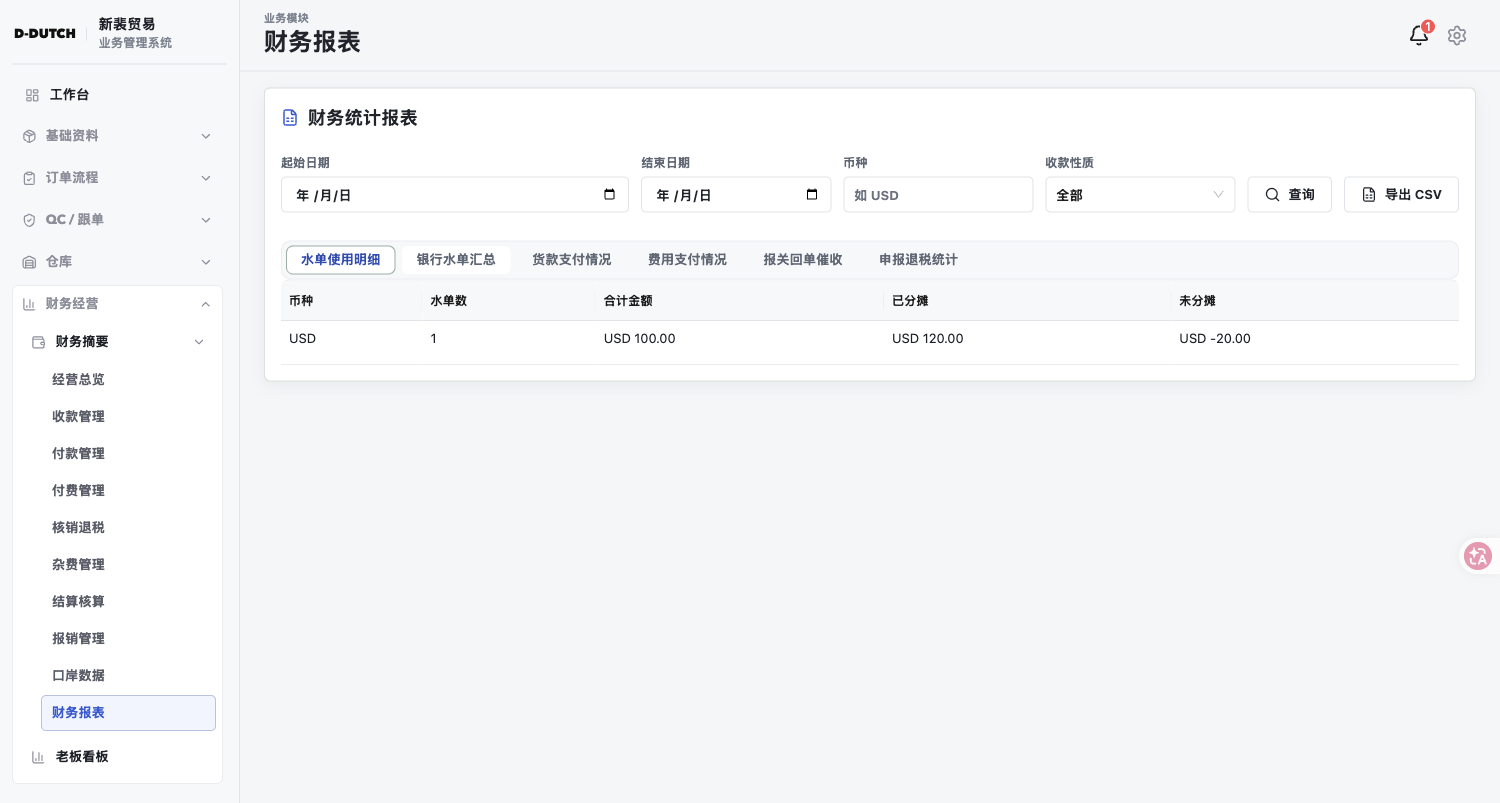 D-DUTCH
新装贸易
业务管理系统
工作台
基础资料
订单流程
QC / 跟单
仓库
财务经营
财务摘要
经营总览
收款管理
付款管理
付费管理
核销退税
杂费管理
结算核算
报销管理
口岸数据
财务报表
老板看板
业务模块
财务报表
1
财务统计报表
起始日期 结束日期 币种 收款性质
年 /月/日 年 /月/日 如 USD 全部 查询 导出 CSV
水单使用明细 银行水单汇总 货款支付情况 费用支付情况 报关回单催收 申报退税统计
币种 水单数 合计金额 已分摊 未分摊
USD 1 USD 100.00 USD 120.00 USD -20.00
A